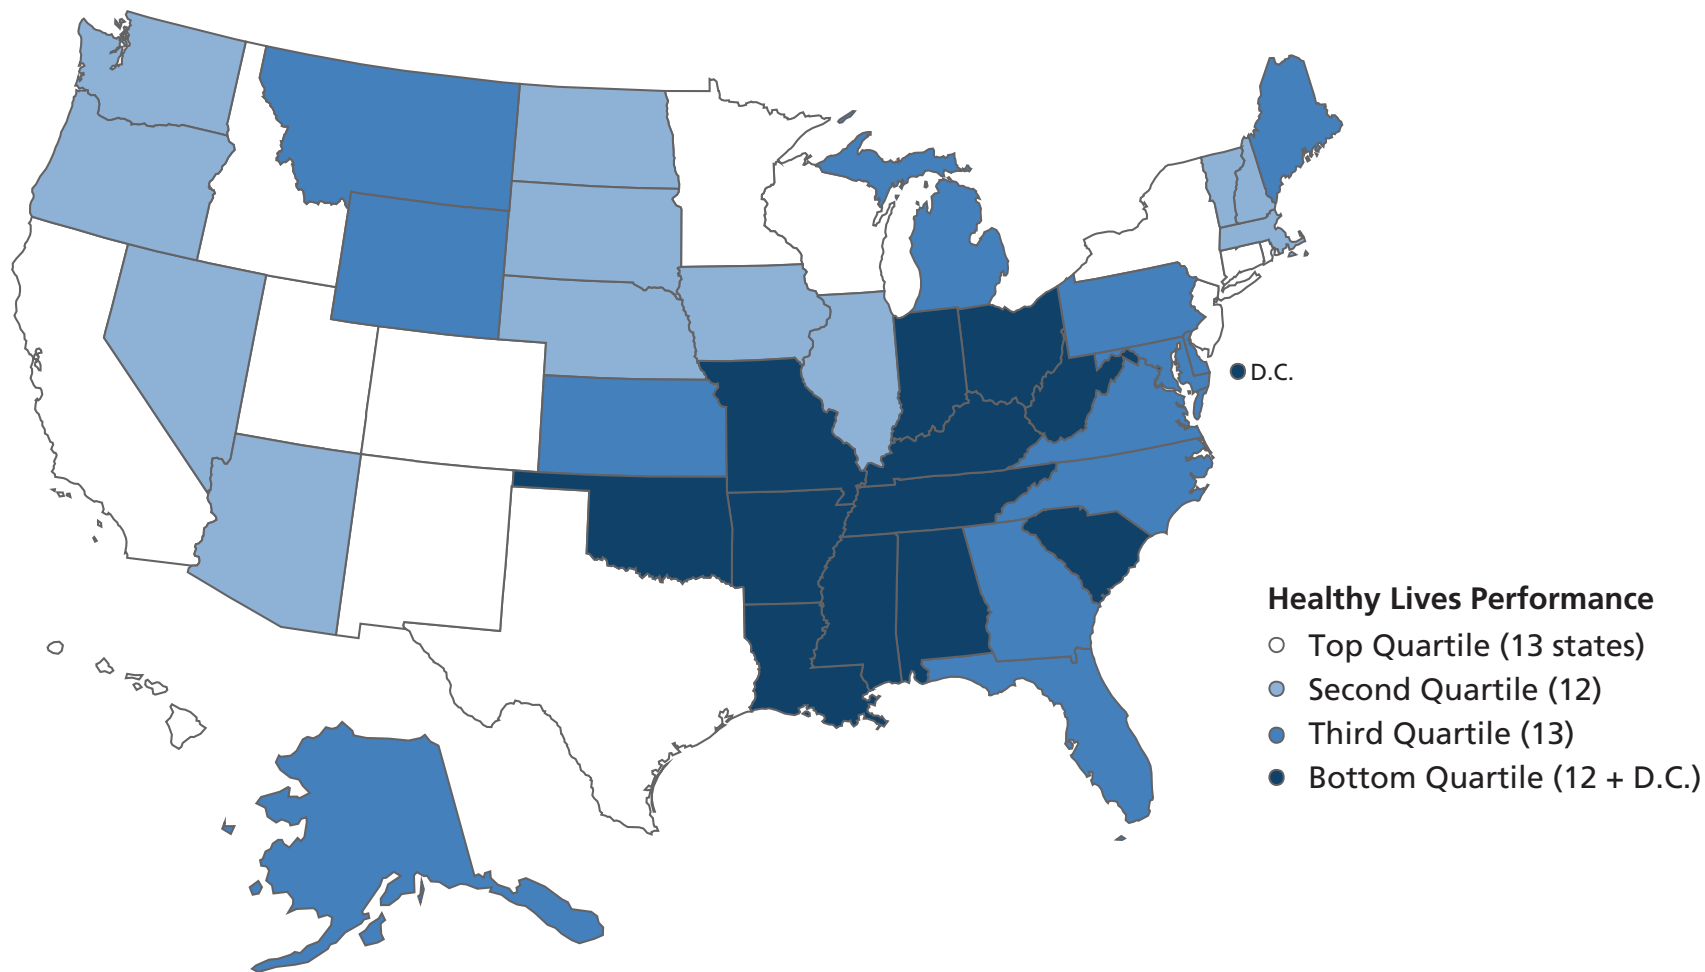 D.C.
Healthy Lives Performance
Top Quartile (13 states)
Second Quartile (12)
Third Quartile (13)
Bottom Quartile (12 + D.C.)